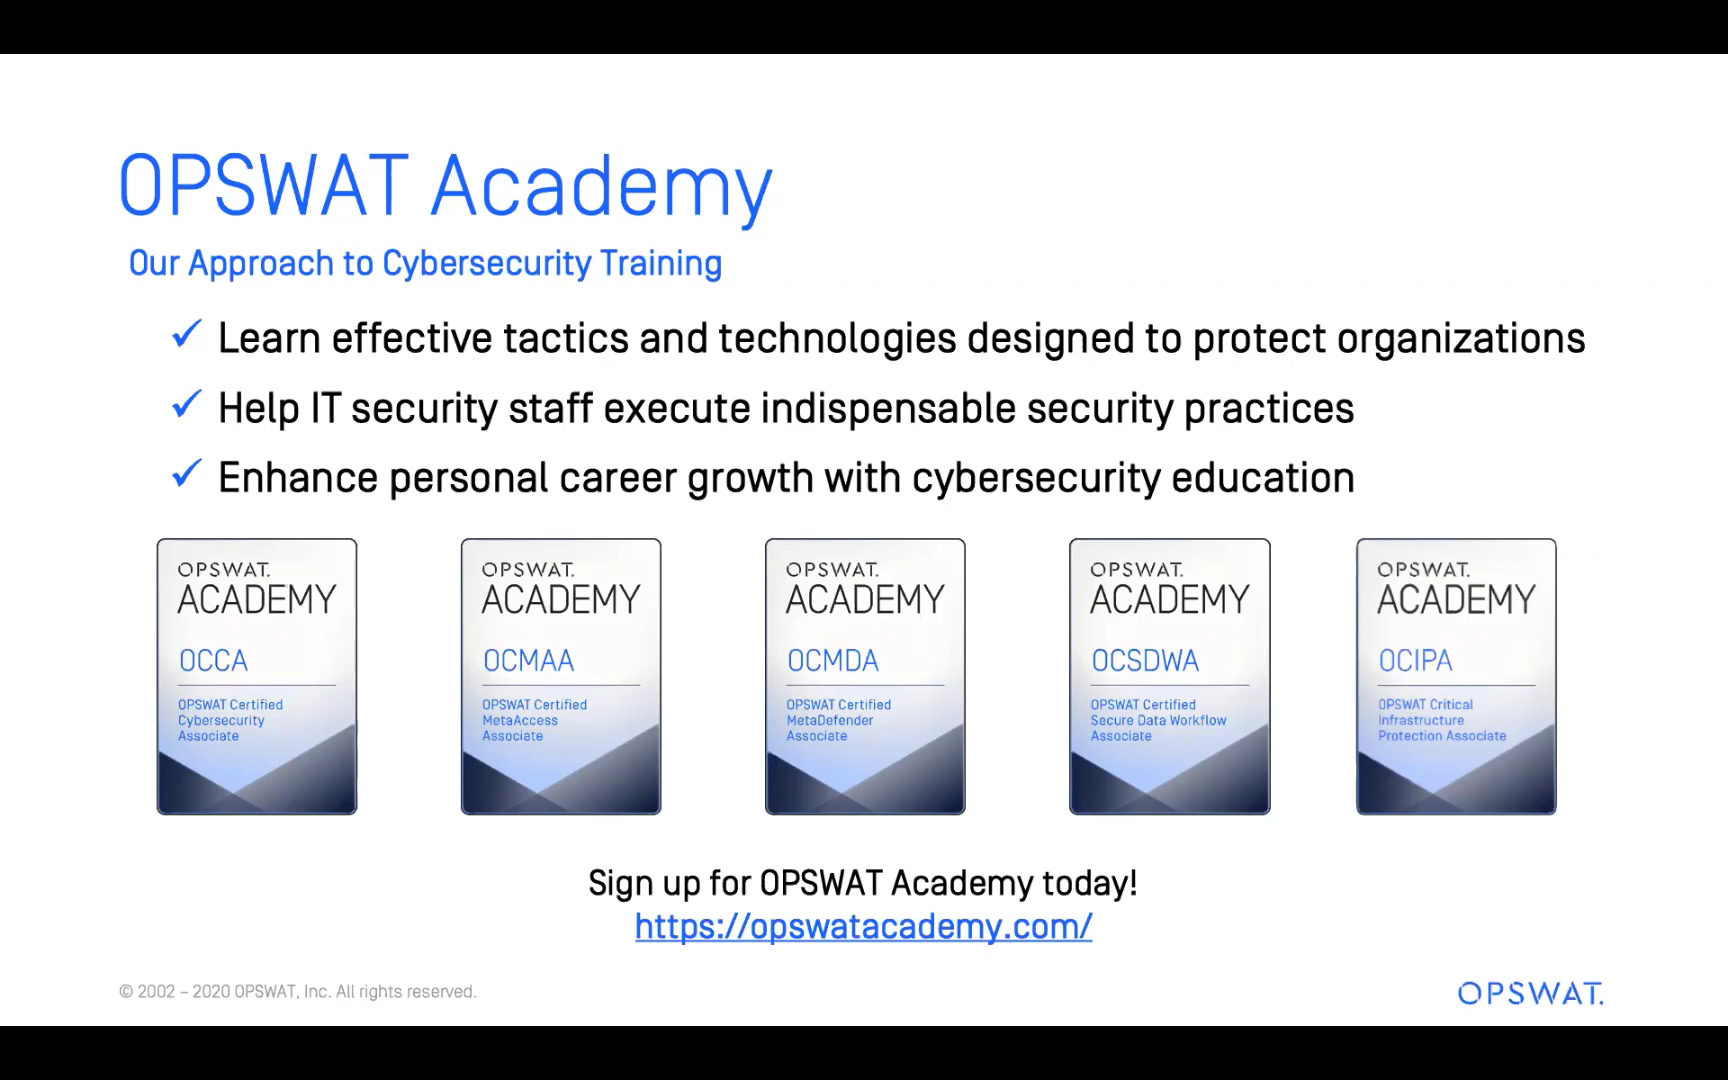 OPSWAT Academy
Our Approach to Cybersecurity Training
✓ Learn effective tactics and technologies designed to protect organizations
✓ Help IT security staff execute indispensable security practices
✓ Enhance personal career growth with cybersecurity education
OPSWAT.
ACADEMY
OCCA
OPSWAT Certified
Cybersecurity
Associate
OPSWAT.
ACADEMY
OCMAA
OPSWAT Certified
MetaAccess
Associate
OPSWAT.
ACADEMY
OCMDA
OPSWAT Certified
MetaDefender
Associate
OPSWAT.
ACADEMY
OCSDWA
OPSWAT Certified
Secure Data Workflow
Associate
OPSWAT.
ACADEMY
OCIPA
OPSWAT Critical
Infrastructure
Protection Associate
Sign up for OPSWAT Academy today!
https://opswatacademy.com/
© 2002 – 2020 OPSWAT, Inc. All rights reserved.
OPSWAT.